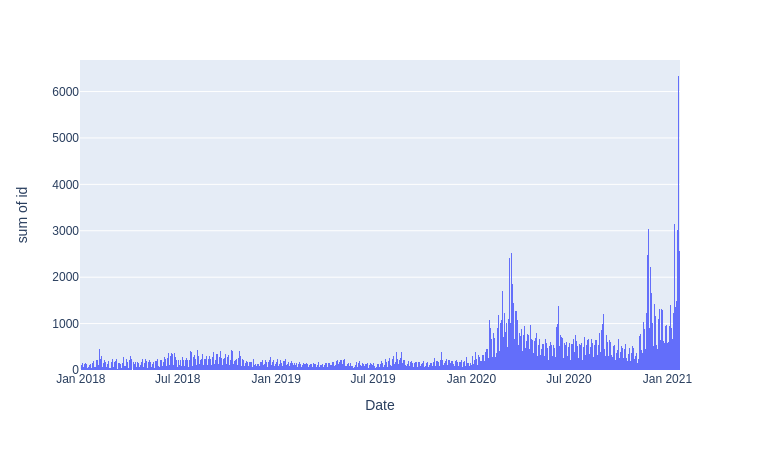 6000
5000
4000
3000
2000
1000
0
sum of id
Jan 2018
Jul 2018
Jan 2019
Jul 2019
Jan 2020
Jul 2020
Jan 2021
Date